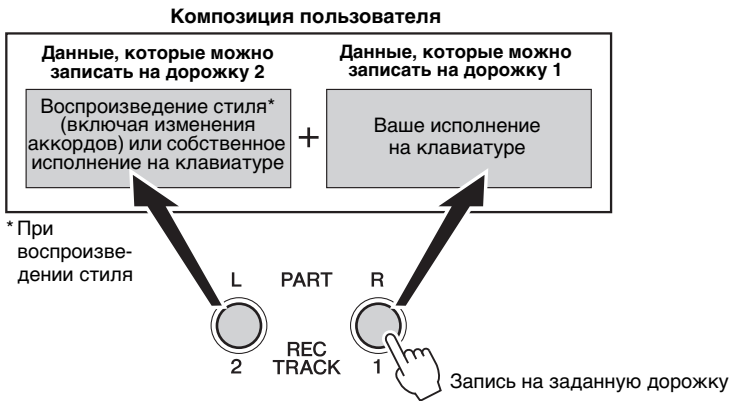 Композиция пользователя
Данные, которые можно
записать на дорожку 2
Данные, которые можно
записать на дорожку 1
Воспроизведение стиля*
(включая изменения
аккордов) или собственное
исполнение на клавиатуре
+
Ваше исполнение
на клавиатуре
* При
воспроизве-
дении стиля
L PART R
REC
2 TRACK 1
Запись на заданную дорожку